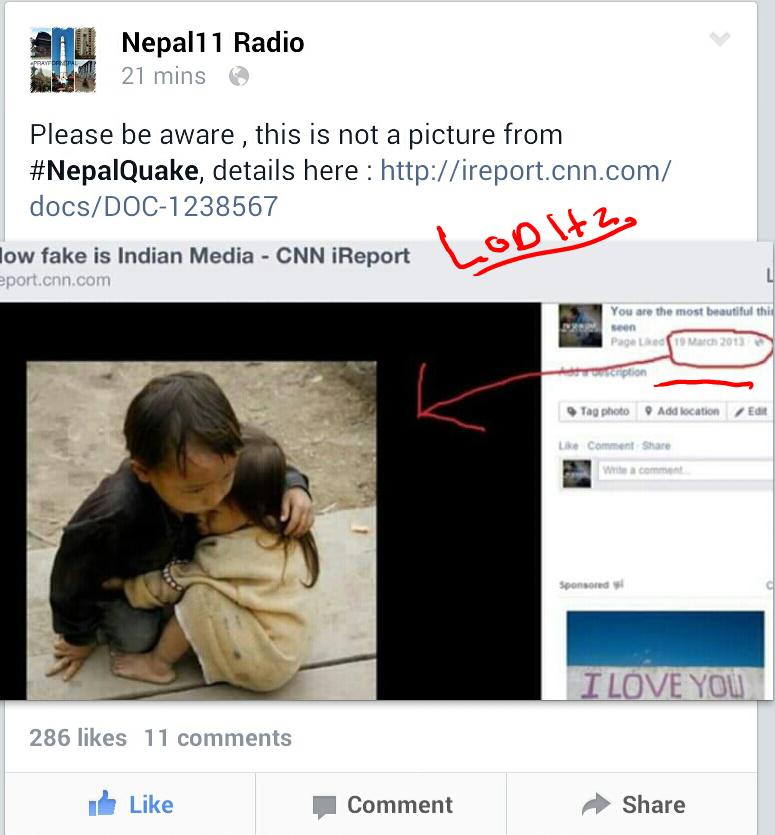 #PRAYFORNEPAL
Nepal11 Radio
21 mins
Please be aware , this is not a picture from
#NepalQuake, details here : http://ireport.cnn.com/
docs/DOC-1238567
low fake is Indian Media - CNN iReport
eport.cnn.com
L
You are the most beautiful thi
seen
Page Liked · 19 March 2013 ·
Add a description
Tag photo
Add location
Edit
Like · Comment · Share
Write a comment...
Sponsored
C
I LOVE YOU
286 likes 11 comments
Like
Comment
Share